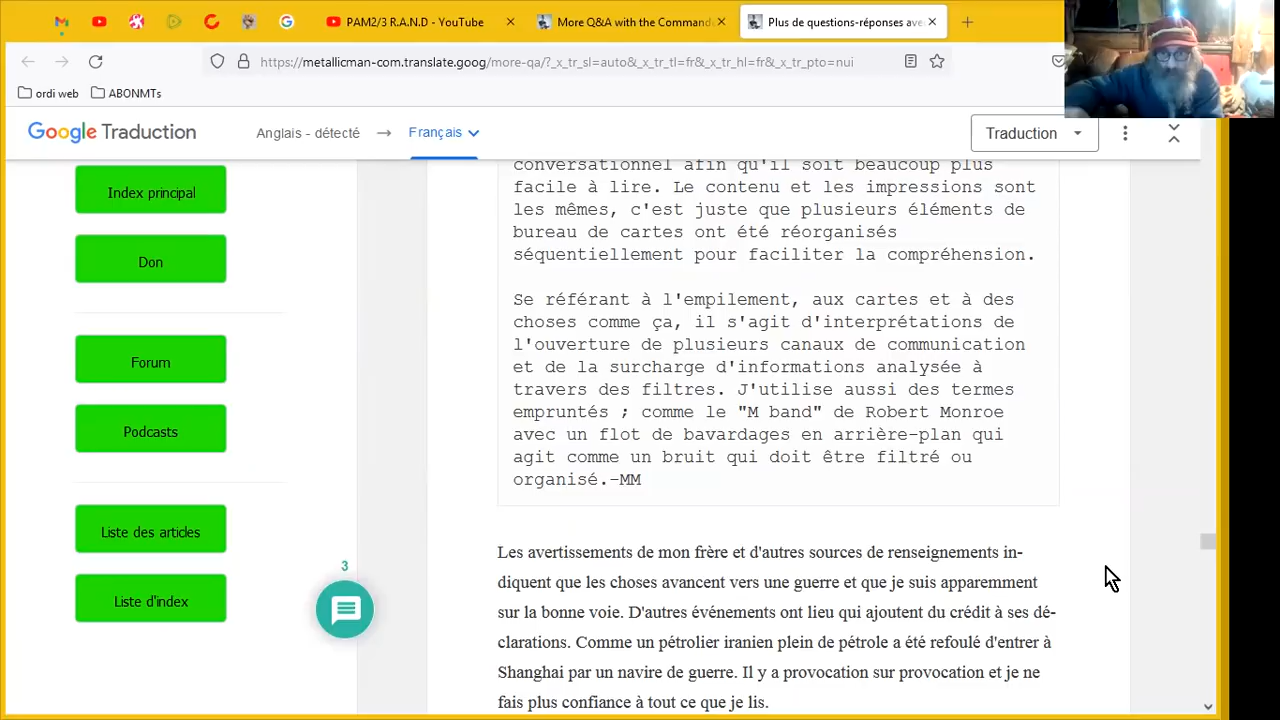 PAM2/3 R.A.N.D - YouTube
More Q&A with the Command
Plus de questions-réponses ave
https://metallicman-com.translate.goog/more-qa/?_x_tr_sl=auto&_x_tr_tl=fr&_x_tr_hl=fr&_x_tr_pto=nui
ordi web
ABONMTs
Google Traduction
Anglais - détecté
Français
Traduction
Index principal
Don
Forum
Podcasts
Liste des articles
Liste d'index
3
conversationnel afin qu'il soit beaucoup plus
facile à lire. Le contenu et les impressions sont
les mêmes, c'est juste que plusieurs éléments de
bureau de cartes ont été réorganisés
séquentiellement pour faciliter la compréhension.
Se référant à l'empilement, aux cartes et à des
choses comme ça, il s'agit d'interprétations de
l'ouverture de plusieurs canaux de communication
et de la surcharge d'informations analysée à
travers des filtres. J'utilise aussi des termes
empruntés ; comme le "M band" de Robert Monroe
avec un flot de bavardages en arrière-plan qui
agit comme un bruit qui doit être filtré ou
organisé.-MM
Les avertissements de mon frère et d'autres sources de renseignements in-
diquent que les choses avancent vers une guerre et que je suis apparemment
sur la bonne voie. D'autres événements ont lieu qui ajoutent du crédit à ses dé-
clarations. Comme un pétrolier iranien plein de pétrole a été refoulé d'entrer à
Shanghai par un navire de guerre. Il y a provocation sur provocation et je ne
fais plus confiance à tout ce que je lis.